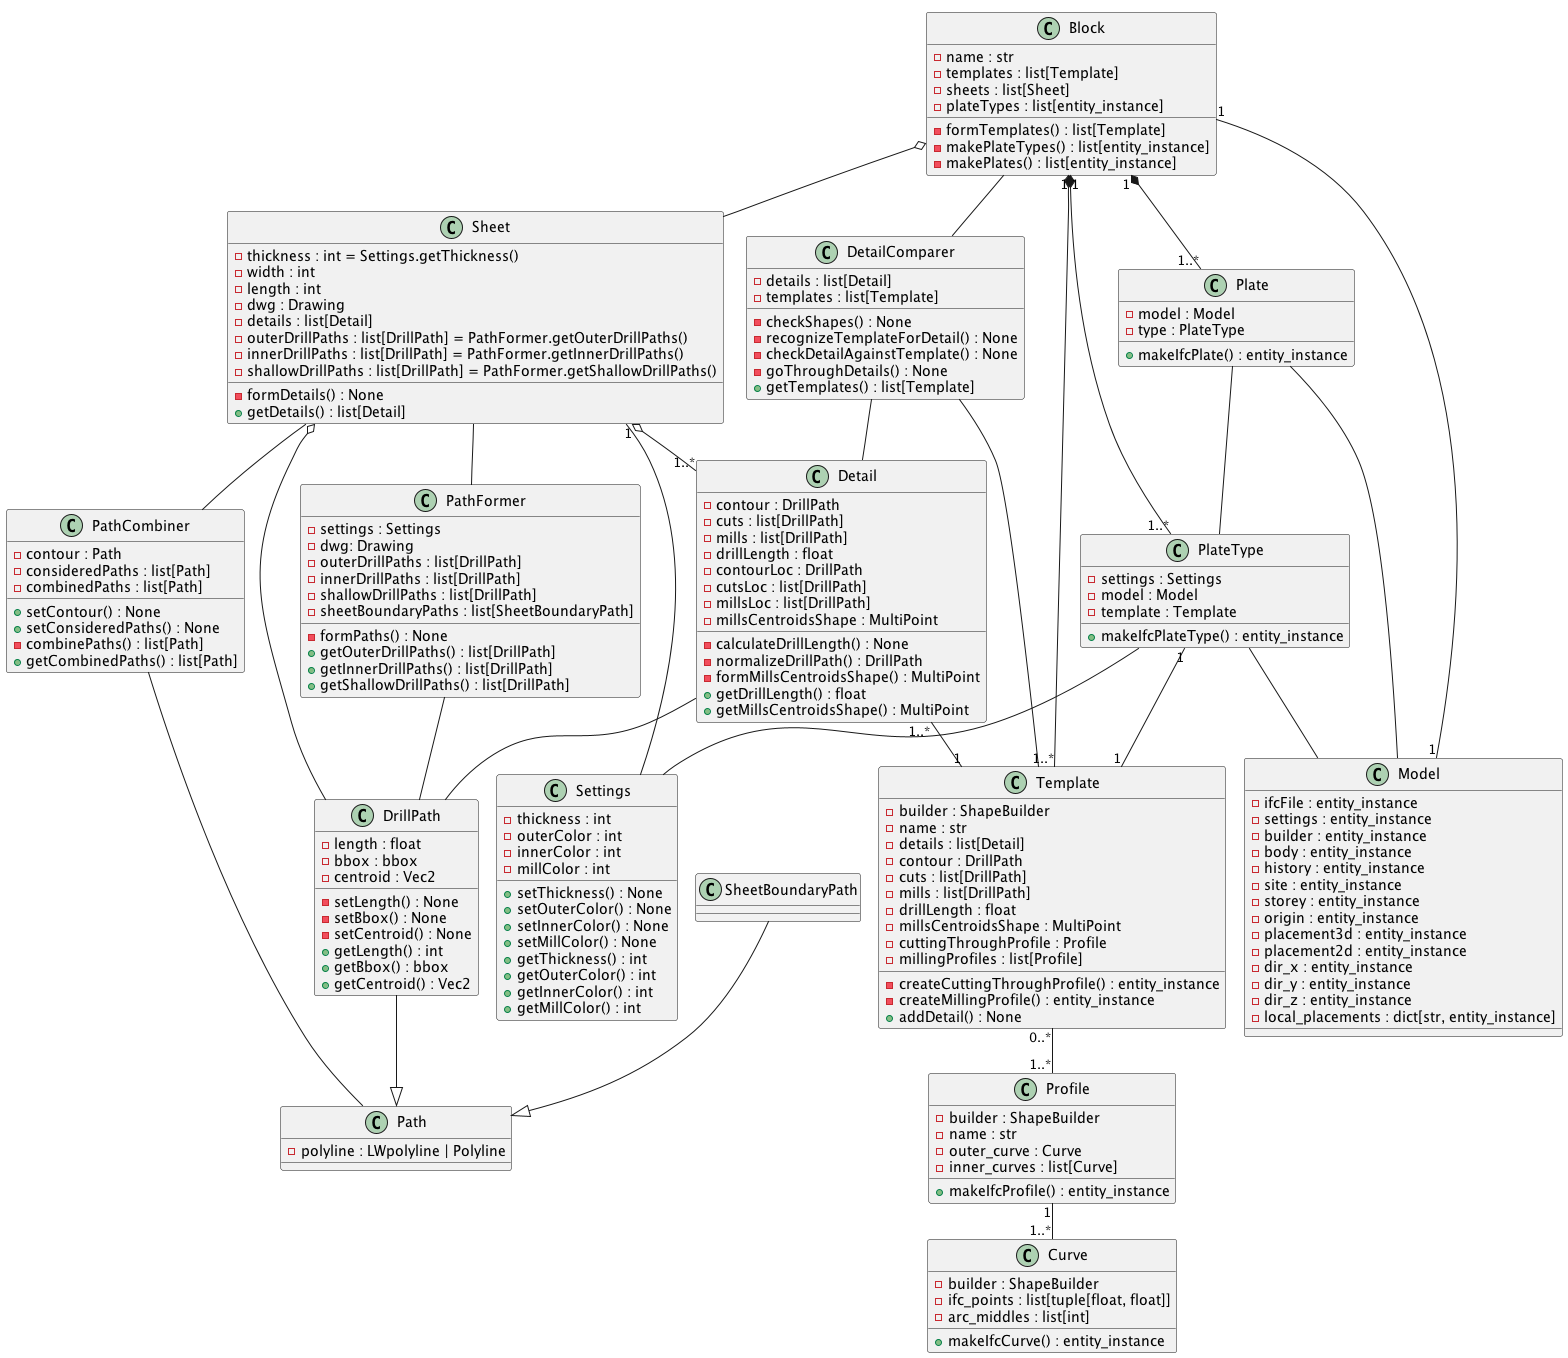 C Block
name : str
templates : list[Template]
sheets : list[Sheet]
plateTypes : list[entity_instance]
formTemplates() : list[Template]
makePlateTypes() : list[entity_instance]
makePlates() : list[entity_instance]
1
1
1
1
C Sheet
thickness : int = Settings.getThickness()
width : int
length : int
dwg : Drawing
details : list[Detail]
outerDrillPaths : list[DrillPath] = PathFormer.getOuterDrillPaths()
innerDrillPaths : list[DrillPath] = PathFormer.getInnerDrillPaths()
shallowDrillPaths : list[DrillPath] = PathFormer.getShallowDrillPaths()
formDetails() : None
getDetails() : list[Detail]
1
1..*
C DetailComparer
details : list[Detail]
templates : list[Template]
checkShapes() : None
recognizeTemplateForDetail() : None
checkDetailAgainstTemplate() : None
goThroughDetails() : None
getTemplates() : list[Template]
1..*
C Plate
model : Model
type : PlateType
makeIfcPlate() : entity_instance
C PathCombiner
contour : Path
consideredPaths : list[Path]
combinedPaths : list[Path]
setContour() : None
setConsideredPaths() : None
combinePaths() : list[Path]
getCombinedPaths() : list[Path]
C PathFormer
settings : Settings
dwg: Drawing
outerDrillPaths : list[DrillPath]
innerDrillPaths : list[DrillPath]
shallowDrillPaths : list[DrillPath]
sheetBoundaryPaths : list[SheetBoundaryPath]
formPaths() : None
getOuterDrillPaths() : list[DrillPath]
getInnerDrillPaths() : list[DrillPath]
getShallowDrillPaths() : list[DrillPath]
C Detail
contour : DrillPath
cuts : list[DrillPath]
mills : list[DrillPath]
drillLength : float
contourLoc : DrillPath
cutsLoc : list[DrillPath]
millsLoc : list[DrillPath]
millsCentroidsShape : MultiPoint
calculateDrillLength() : None
normalizeDrillPath() : DrillPath
formMillsCentroidsShape() : MultiPoint
getDrillLength() : float
getMillsCentroidsShape() : MultiPoint
1..*
1
1..*
1..*
C PlateType
settings : Settings
model : Model
template : Template
makeIfcPlateType() : entity_instance
1
1
1
C DrillPath
length : float
bbox : bbox
centroid : Vec2
setLength() : None
setBbox() : None
setCentroid() : None
getLength() : int
getBbox() : bbox
getCentroid() : Vec2
C Settings
thickness : int
outerColor : int
innerColor : int
millColor : int
setThickness() : None
setOuterColor() : None
setInnerColor() : None
setMillColor() : None
getThickness() : int
getOuterColor() : int
getInnerColor() : int
getMillColor() : int
C SheetBoundaryPath
C Template
builder : ShapeBuilder
name : str
details : list[Detail]
contour : DrillPath
cuts : list[DrillPath]
mills : list[DrillPath]
drillLength : float
millsCentroidsShape : MultiPoint
cuttingThroughProfile : Profile
millingProfiles : list[Profile]
createCuttingThroughProfile() : entity_instance
createMillingProfile() : entity_instance
addDetail() : None
0..*
1..*
C Model
ifcFile : entity_instance
settings : entity_instance
builder : entity_instance
body : entity_instance
history : entity_instance
site : entity_instance
storey : entity_instance
origin : entity_instance
placement3d : entity_instance
placement2d : entity_instance
dir_x : entity_instance
dir_y : entity_instance
dir_z : entity_instance
local_placements : dict[str, entity_instance]
C Path
polyline : LWpolyline | Polyline
C Profile
builder : ShapeBuilder
name : str
outer_curve : Curve
inner_curves : list[Curve]
makeIfcProfile() : entity_instance
1
1..*
C Curve
builder : ShapeBuilder
ifc_points : list[tuple[float, float]]
arc_middles : list[int]
makeIfcCurve() : entity_instance